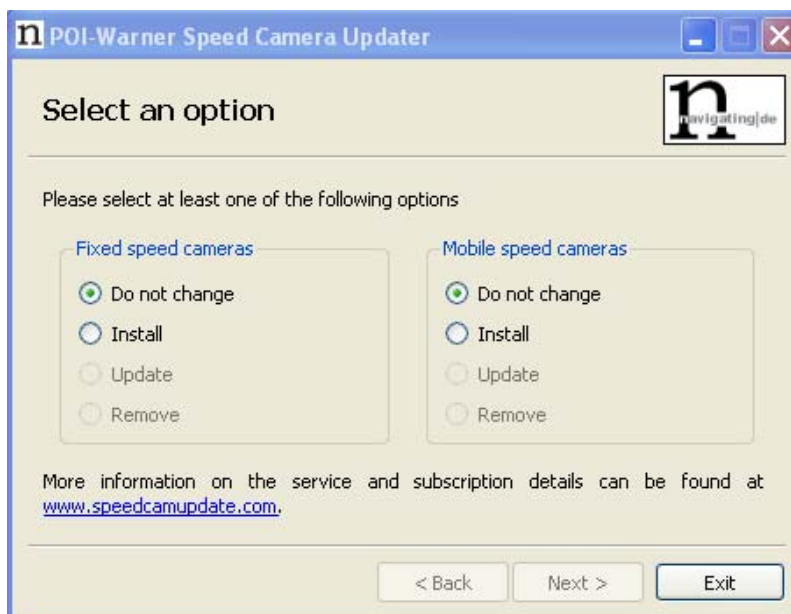 n POI-Warner Speed Camera Updater
Select an option
n
navigating|de
Please select at least one of the following options
Fixed speed cameras
Mobile speed cameras
Do not change
Do not change
Install
Install
Update
Update
Remove
Remove
More information on the service and subscription details can be found at
www.speedcamupdate.com.
< Back
Next >
Exit